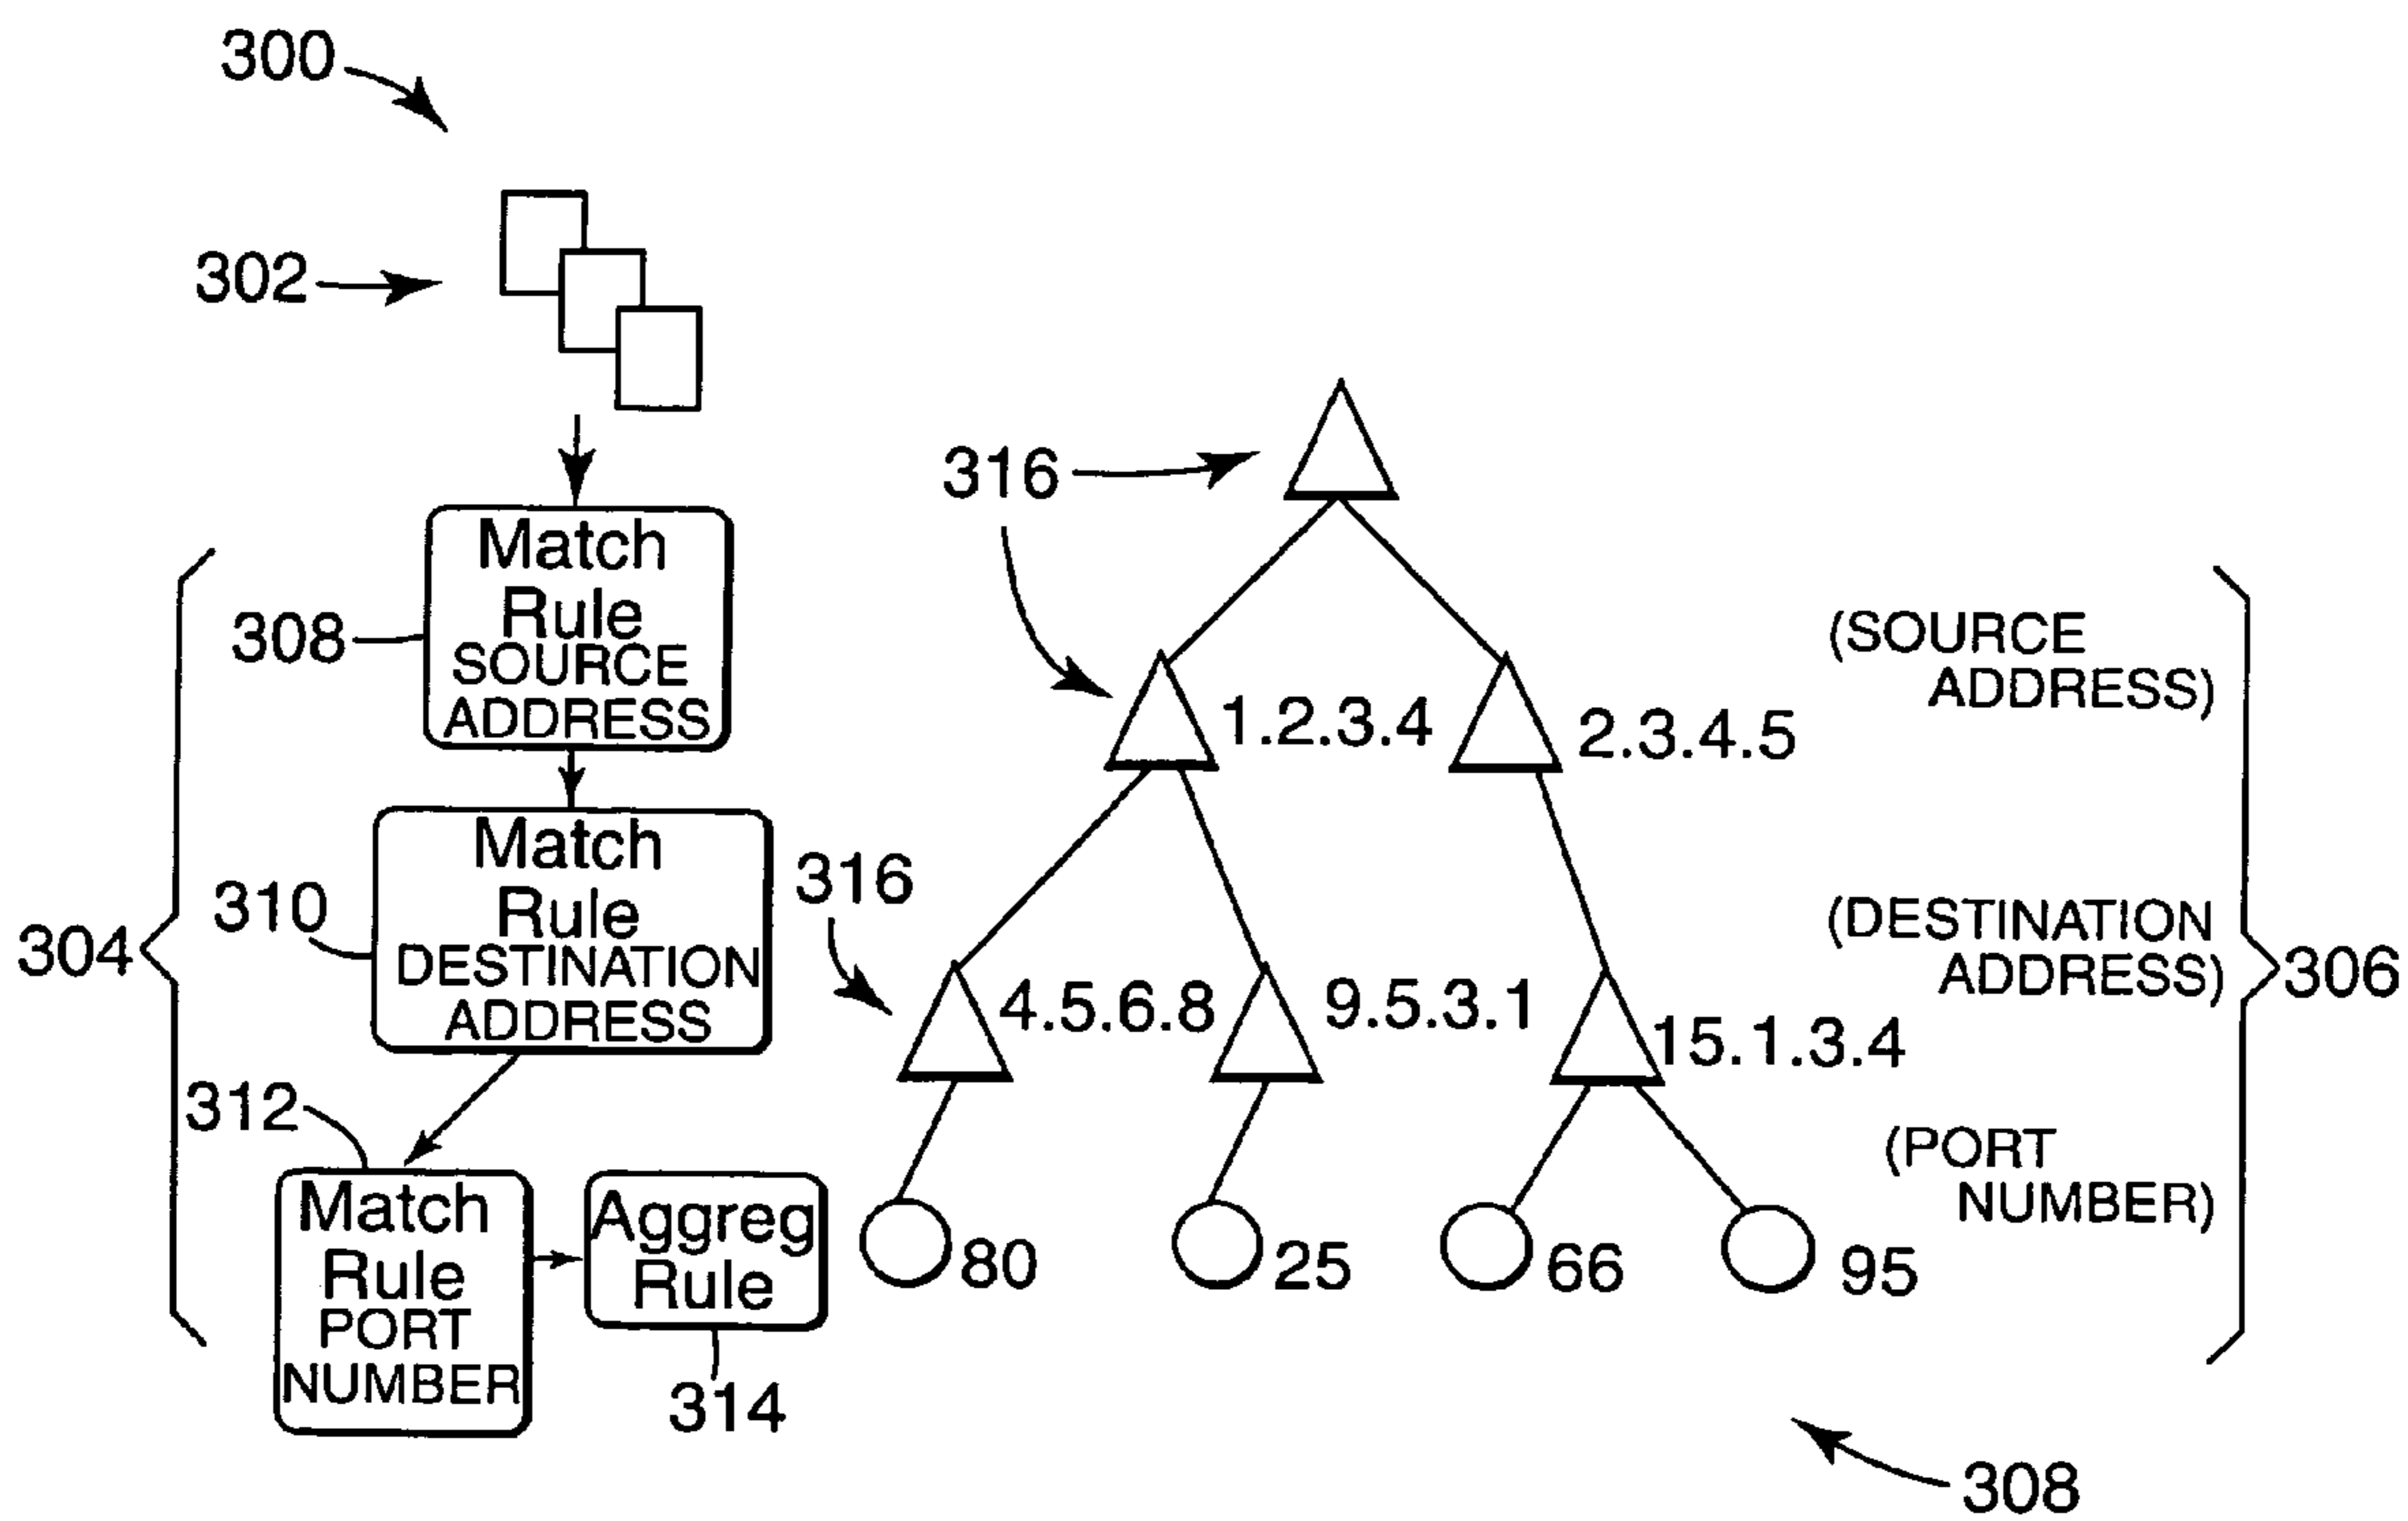 300
302
304
308
Match
Rule
SOURCE
ADDRESS
310
Match
Rule
DESTINATION
ADDRESS
312
Match
Rule
PORT
NUMBER
Aggreg
Rule
314
316
316
1.2.3.4
2.3.4.5
4.5.6.8
9.5.3.1
15.1.3.4
80
25
66
95
(SOURCE
ADDRESS)
(DESTINATION
ADDRESS)
(PORT
NUMBER)
306
308